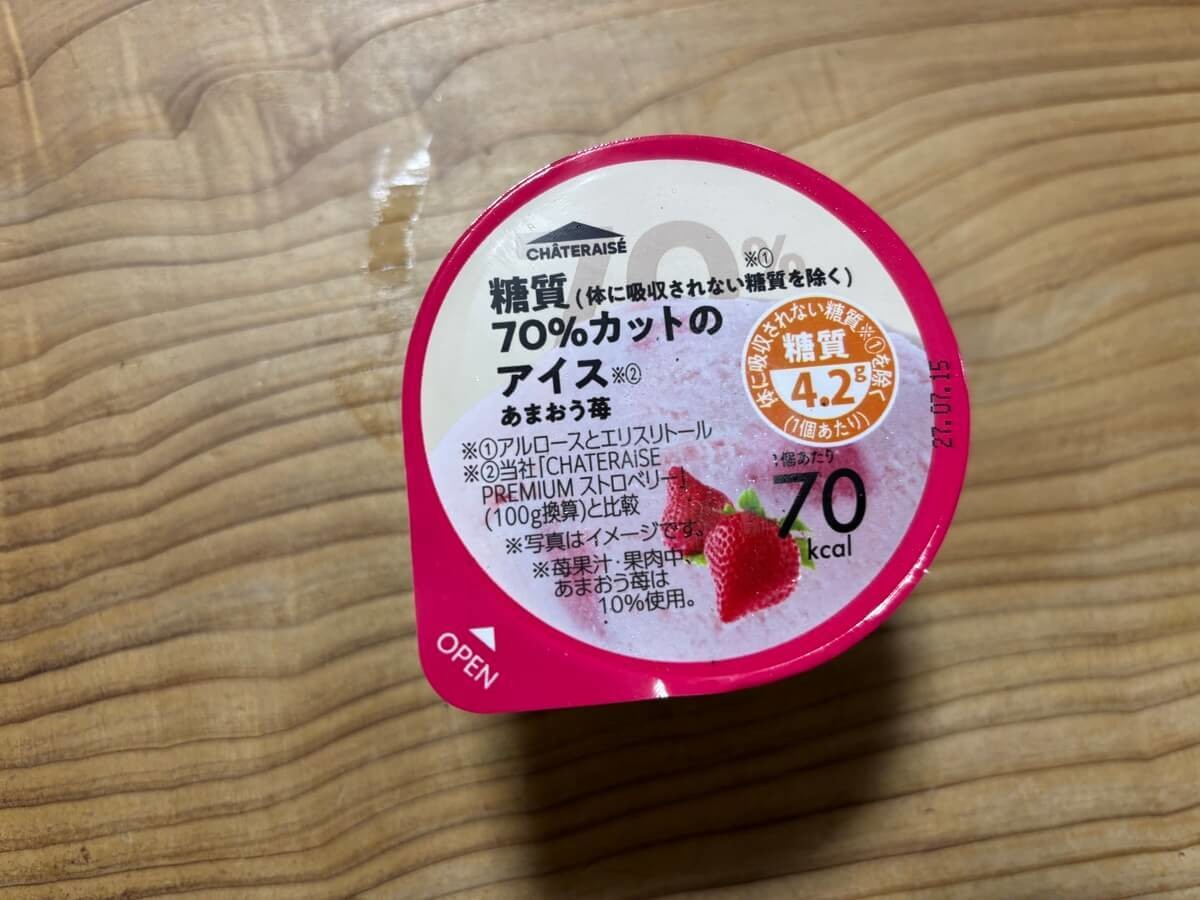 CHÂTERAISÉ
70%
※①
糖質(体に吸収されない糖質を除く)
70%カットの
アイス※②
あまおう苺
※①アルロースとエリスリトール
※②当社「CHATERAiSE
PREMIUM ストロベリー」
(100g換算)と比較
※写真はイメージです。
※苺果汁・果肉中、
あまおう苺は
10%使用。
体に吸収されない糖質※①を除く
糖質
4.2g
(1個あたり)
1個あたり
70
kcal
27.07.15
OPEN